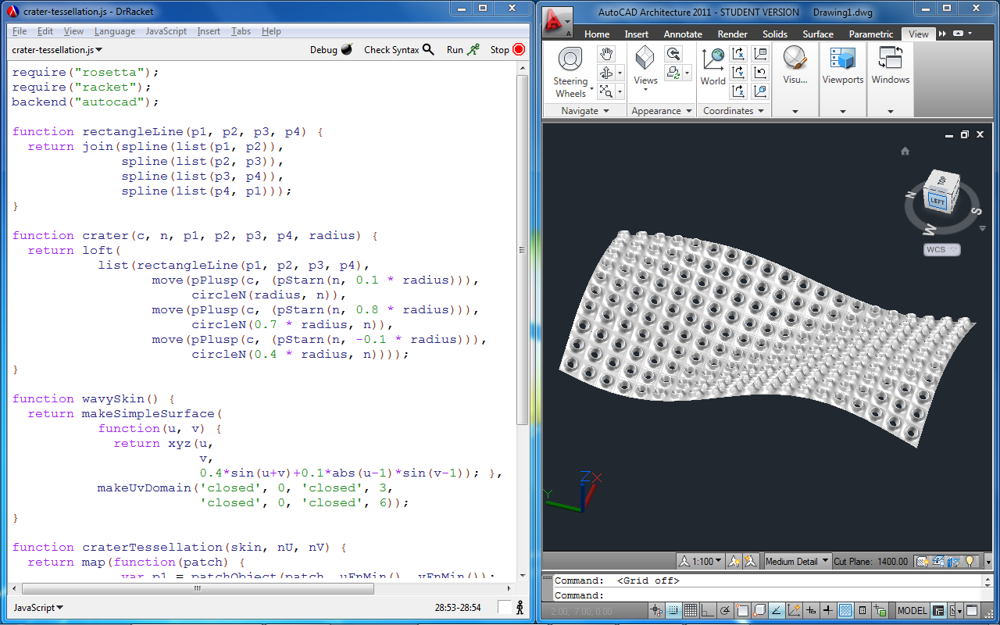 crater-tessellation.js - DrRacket
File Edit View Language JavaScript Insert Tabs Help
crater-tessellation.js Debug Check Syntax Run Stop
require("rosetta");
require("racket");
backend("autocad");
function rectangleLine(p1, p2, p3, p4) {
return join(spline(list(p1, p2)),
spline(list(p2, p3)),
spline(list(p3, p4)),
spline(list(p4, p1)));
}
function crater(c, n, p1, p2, p3, p4, radius) {
return loft(
list(rectangleLine(p1, p2, p3, p4),
move(pPlusp(c, (pStarn(n, 0.1 * radius))),
circleN(radius, n)),
move(pPlusp(c, (pStarn(n, 0.8 * radius))),
circleN(0.7 * radius, n)),
move(pPlusp(c, (pStarn(n, -0.1 * radius))),
circleN(0.4 * radius, n))));
}
function wavySkin() {
return makeSimpleSurface(
function(u, v) {
return xyz(u,
v,
0.4*sin(u+v)+0.1*abs(u-1)*sin(v-1)); },
makeUvDomain('closed', 0, 'closed', 3,
'closed', 0, 'closed', 6));
}
function craterTessellation(skin, nU, nV) {
return map(function(patch) {
var p1 = patchObject(patch, uEnMin(), vEnMin());
JavaScript 28:53-28:54
AutoCAD Architecture 2011 - STUDENT VERSION Drawing1.dwg
A
Home Insert Annotate Render Solids Surface Parametric View
Steering
Wheels
Views
World
Visu...
Viewports
Windows
Navigate Appearance Coordinates
TOP
LEFT
N
S
W
WCS
Z X
Y
1:100 Medium Detail Cut Plane: 1400.00
Command: <Grid off>
Command:
2.00, 7.00, 0.00 MODEL